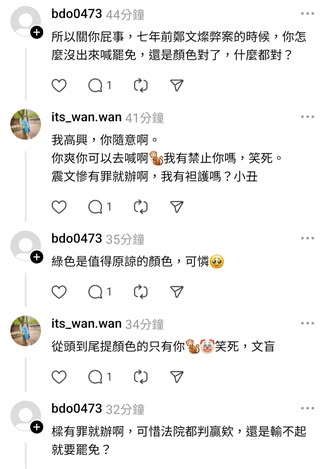 bdo0473 44分鐘
所以關你屁事，七年前鄭文燦弊案的時候，你怎
麼沒出來喊罷免，還是顏色對了，什麼都對？
1
its_wan.wan 41分鐘
我高興，你隨意啊。
你爽你可以去喊啊🐿️我有禁止你嗎，笑死。
震文慘有罪就辦啊，我有袒護嗎？小丑
1
bdo0473 35分鐘
綠色是值得原諒的顏色，可憐🥹
1
its_wan.wan 34分鐘
從頭到尾提顏色的只有你🐿️🤡笑死，文盲
1
bdo0473 32分鐘
樑有罪就辦啊，可惜法院都判贏欸，還是輸不起
就要罷免？